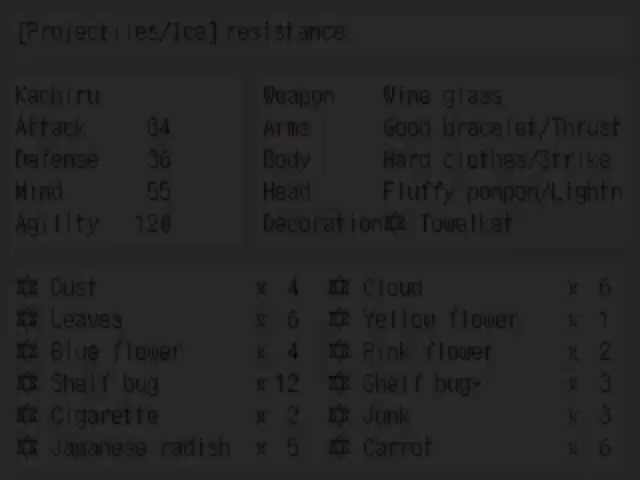 [Projectiles/Ice] resistance.
Kachiru
Attack 84
Defense 36
Mind 55
Agility 120
Weapon Wine glass
Arms Good bracelet/Thrust
Body Hard clothes/Strike
Head Fluffy ponpon/Lightn
Decoration Towelket
Dust x 4 Cloud x 6
Leaves x 6 Yellow flower x 1
Blue flower x 4 Pink flower x 2
Shelf bug x 12 Shelf bug+ x 3
Cigarette x 2 Junk x 3
Japanese radish x 5 Carrot x 6